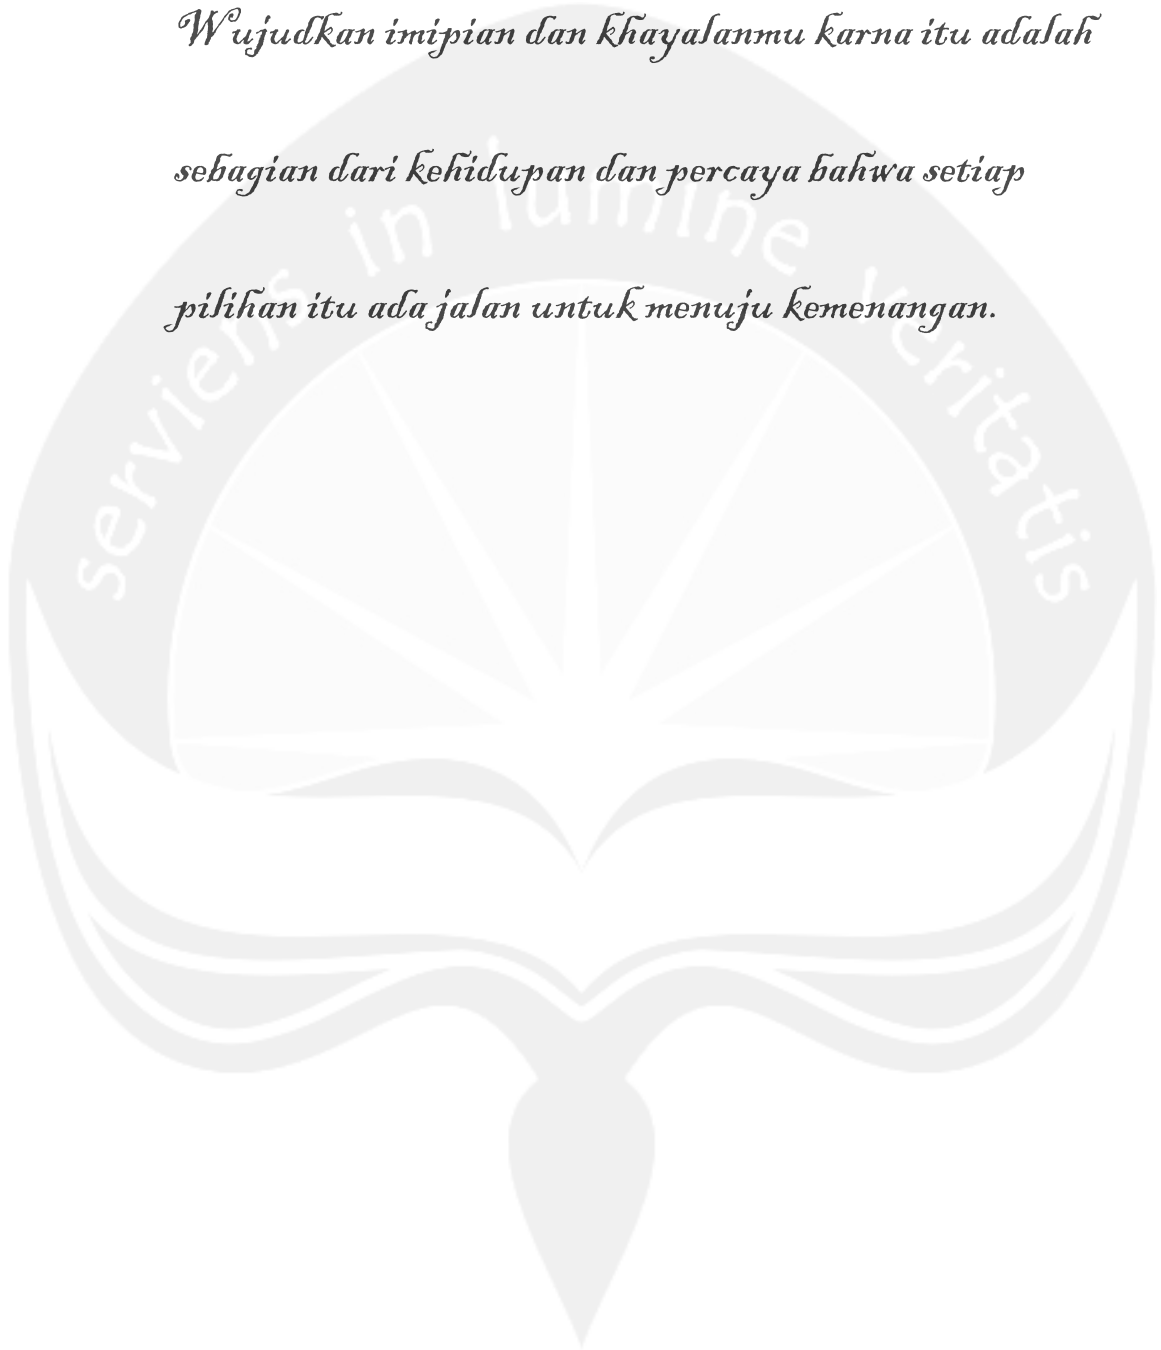 Wujudkan imipian dan khayalanmu karna itu adalah
sebagian dari kehidupan dan percaya bahwa setiap
pilihan itu ada jalan untuk menuju kemenangan.
serviens in lumine veritatis